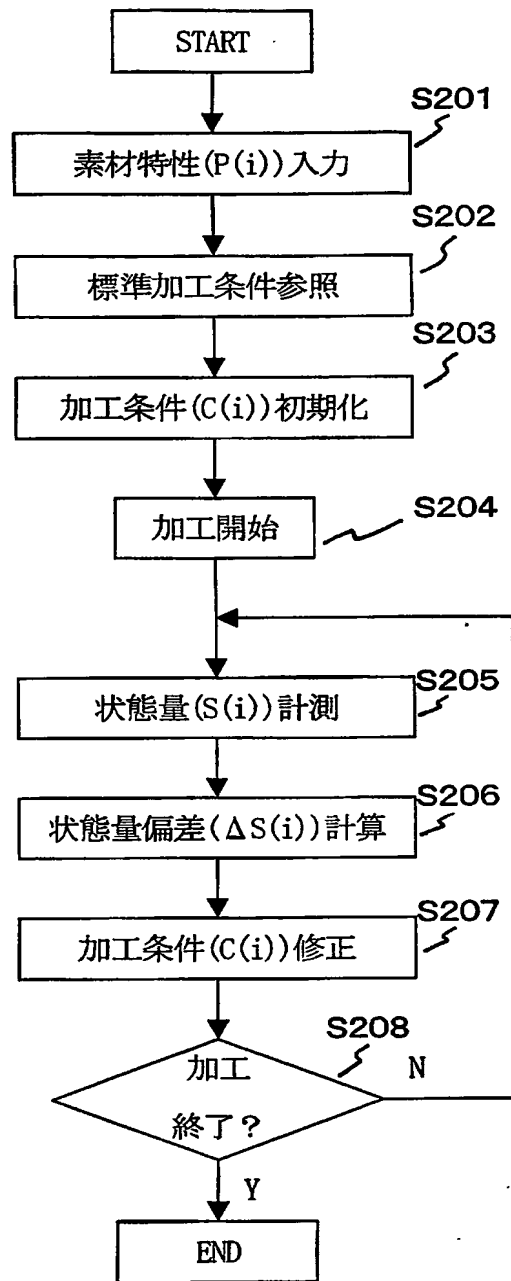 START
S201
素材特性(P(i))入力
S202
標準加工条件参照
S203
加工条件(C(i))初期化
S204
加工開始
S205
状態量(S(i))計測
S206
状態量偏差(ΔS(i))計算
S207
加工条件(C(i))修正
S208
加工
終了?
N
Y
END